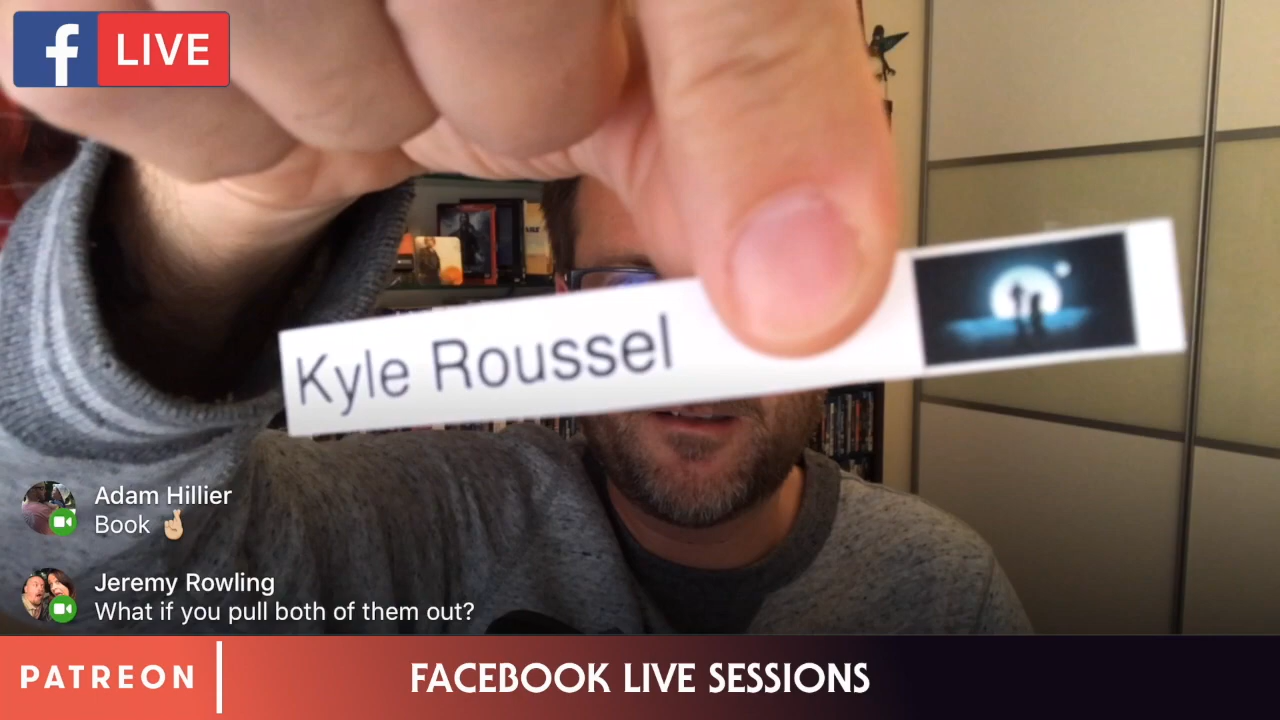 f LIVE
Kyle Roussel
Adam Hillier
Book 🤞🏼
Jeremy Rowling
What if you pull both of them out?
PATREON
FACEBOOK LIVE SESSIONS